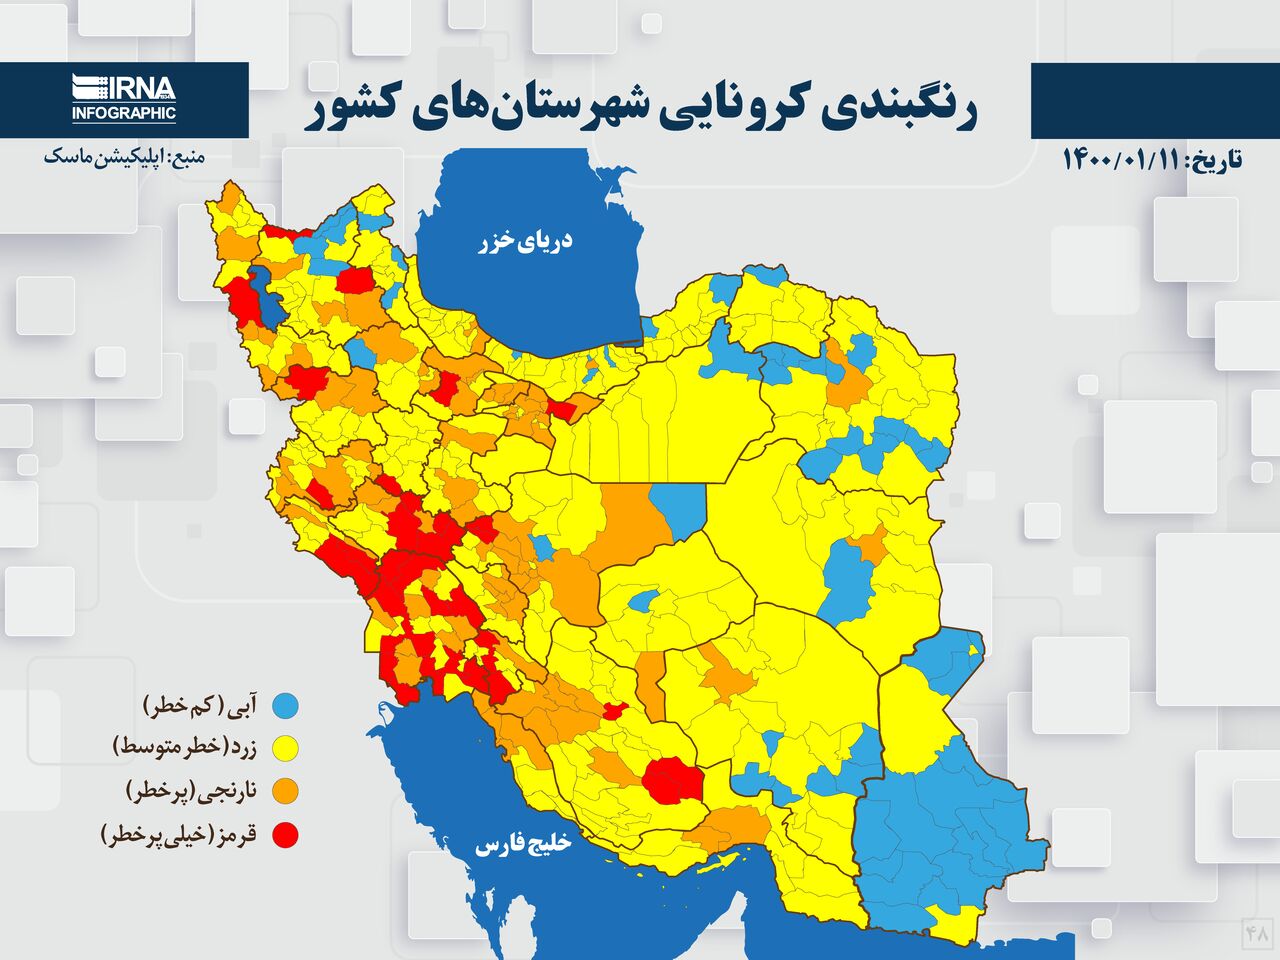 رنگبندی کرونایی شهرستان‌های کشور
IRNA
INFOGRAPHIC
تاریخ: ۱۴۰۰/۰۱/۱۱
منبع: اپلیکیشن ماسک
دریای خزر
آبی (کم خطر)
زرد (خطر متوسط)
نارنجی (پرخطر)
قرمز (خیلی پرخطر)
خلیج فارس
۴۸